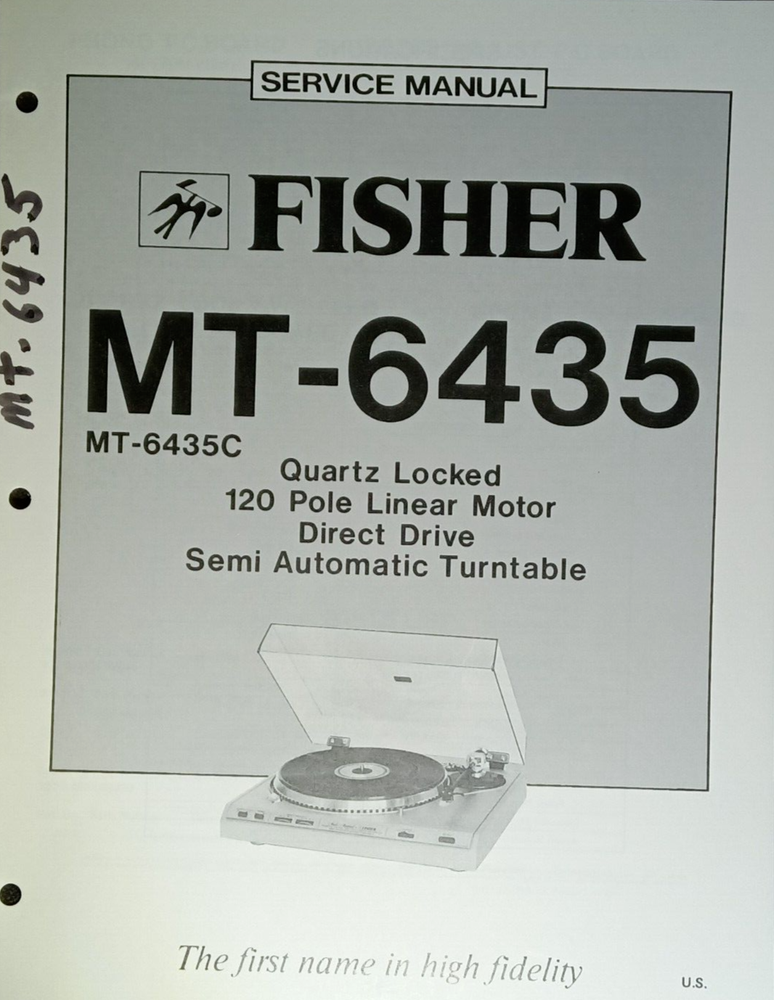 SERVICE MANUAL
FISHER
MT-6435
MT-6435C
Quartz Locked
120 Pole Linear Motor
Direct Drive
Semi Automatic Turntable
The first name in high fidelity
U.S.
MT-6435